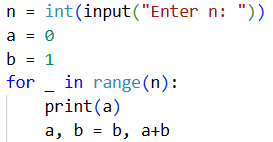 n = int(input("Enter n: "))
a = 0
b = 1
for _ in range(n):
    print(a)
    a, b = b, a+b